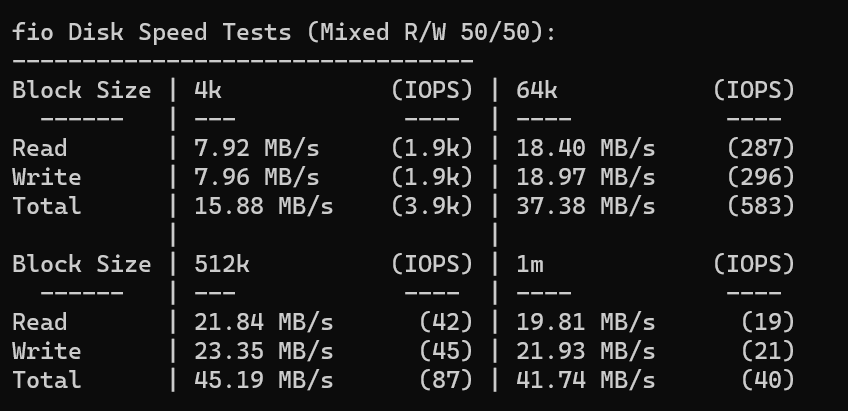 fio Disk Speed Tests (Mixed R/W 50/50):
---------------------------------
Block Size | 4k            (IOPS) | 64k           (IOPS)
  ------   | ---            ----  | ----           ----
Read       | 7.92 MB/s     (1.9k) | 18.40 MB/s     (287)
Write      | 7.96 MB/s     (1.9k) | 18.97 MB/s     (296)
Total      | 15.88 MB/s    (3.9k) | 37.38 MB/s     (583)
           |                      |
Block Size | 512k          (IOPS) | 1m            (IOPS)
  ------   | ---            ----  | ----           ----
Read       | 21.84 MB/s      (42) | 19.81 MB/s      (19)
Write      | 23.35 MB/s      (45) | 21.93 MB/s      (21)
Total      | 45.19 MB/s      (87) | 41.74 MB/s      (40)